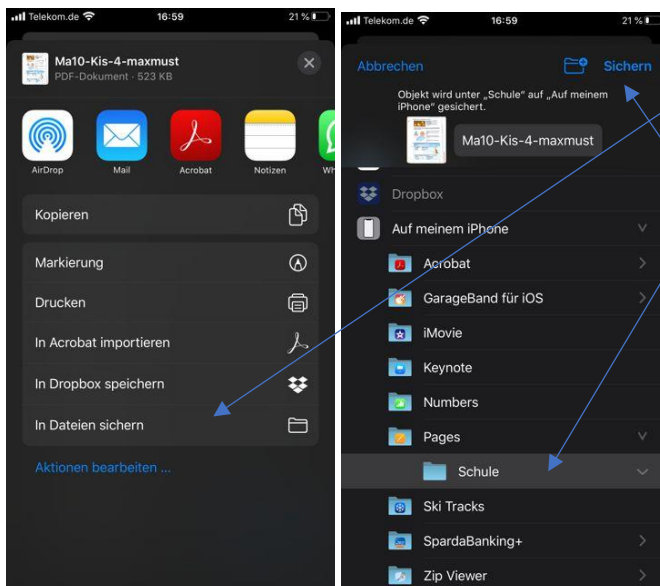 Telekom.de 16:59 21 %
Ma10-Kis-4-maxmust
PDF-Dokument · 523 KB
AirDrop Mail Acrobat Notizen Wh
Kopieren
Markierung
Drucken
In Acrobat importieren
In Dropbox speichern
In Dateien sichern
Aktionen bearbeiten ...
Telekom.de 16:59 21 %
Abbrechen Sichern
Objekt wird unter „Schule“ auf „Auf meinem
iPhone“ gesichert.
Ma10-Kis-4-maxmust
Dropbox
Auf meinem iPhone
Acrobat
GarageBand für iOS
iMovie
Keynote
Numbers
Pages
Schule
Ski Tracks
SpardaBanking+
Zip Viewer